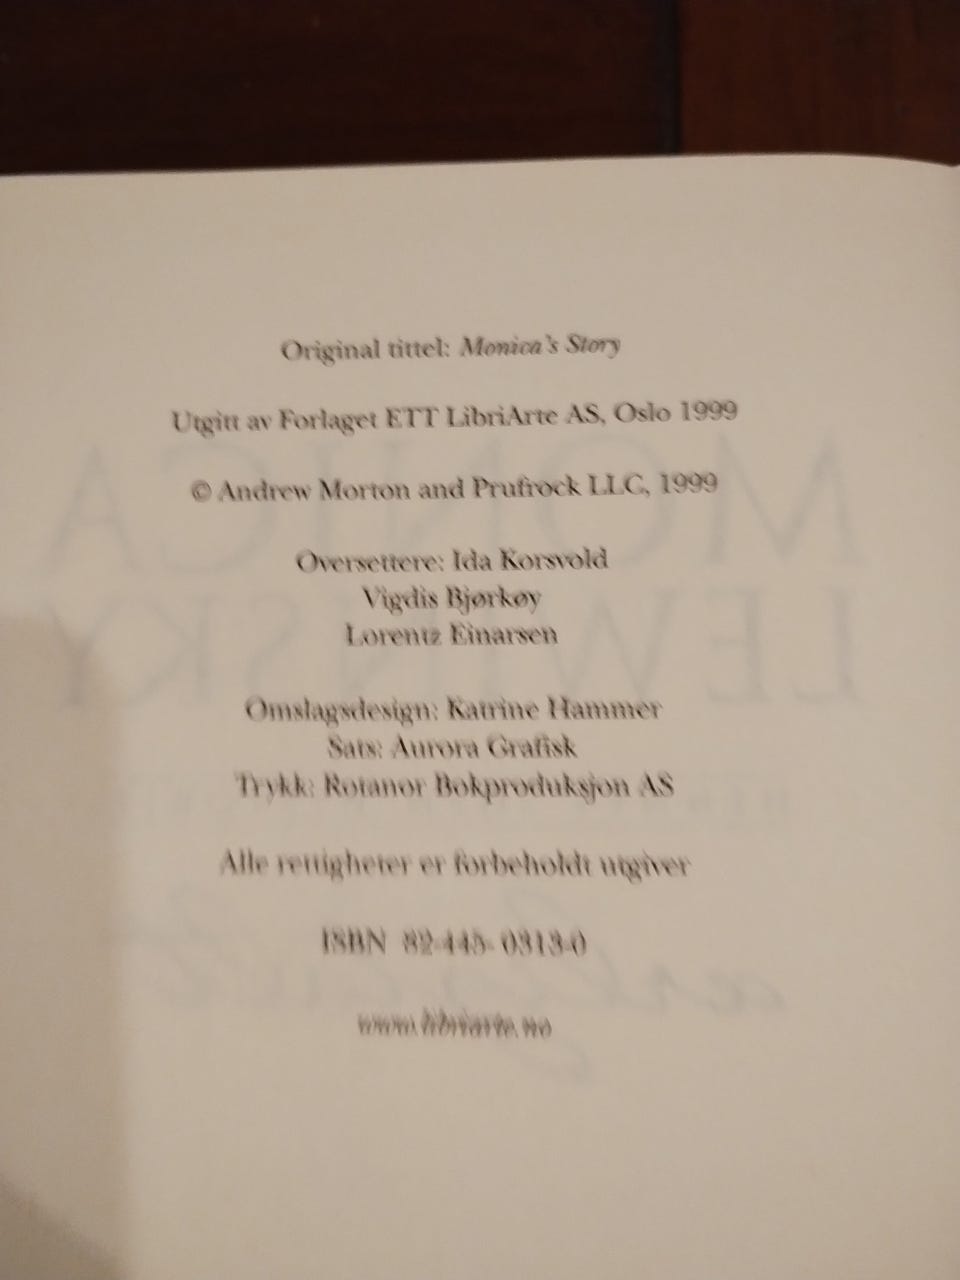 Original tittel: Monica's Story
Utgitt av Forlaget ETT LibriArte AS, Oslo 1999
© Andrew Morton and Prufrock LLC, 1999
Oversettere: Ida Korsvold
Vigdis Bjørkøy
Lorentz Einarsen
Omslagsdesign: Katrine Hammer
Sats: Aurora Grafisk
Trykk: Rotanor Bokproduksjon AS
Alle rettigheter er forbeholdt utgiver
ISBN 82-445- 0313-0
www.libriarte.no
MONICA
LEWINSKY